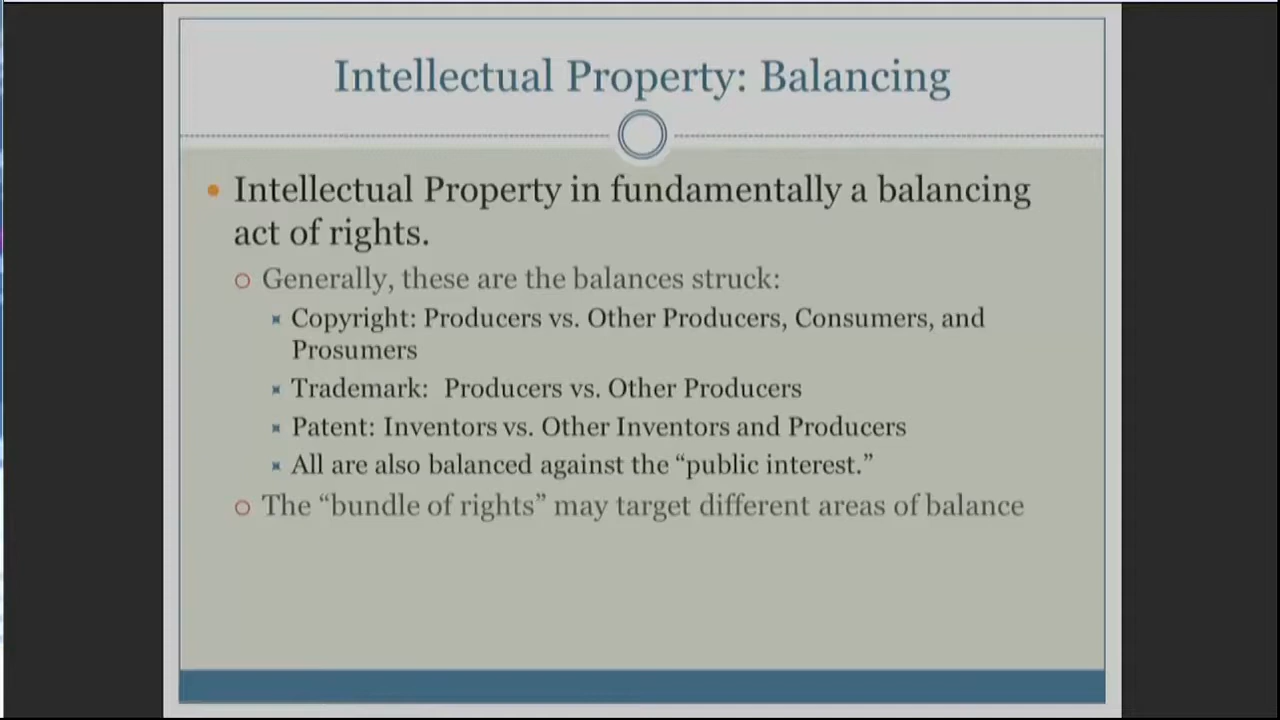 Intellectual Property: Balancing
Intellectual Property in fundamentally a balancing
act of rights.
Generally, these are the balances struck:
Copyright: Producers vs. Other Producers, Consumers, and
Prosumers
Trademark:  Producers vs. Other Producers
Patent: Inventors vs. Other Inventors and Producers
All are also balanced against the “public interest.”
The “bundle of rights” may target different areas of balance